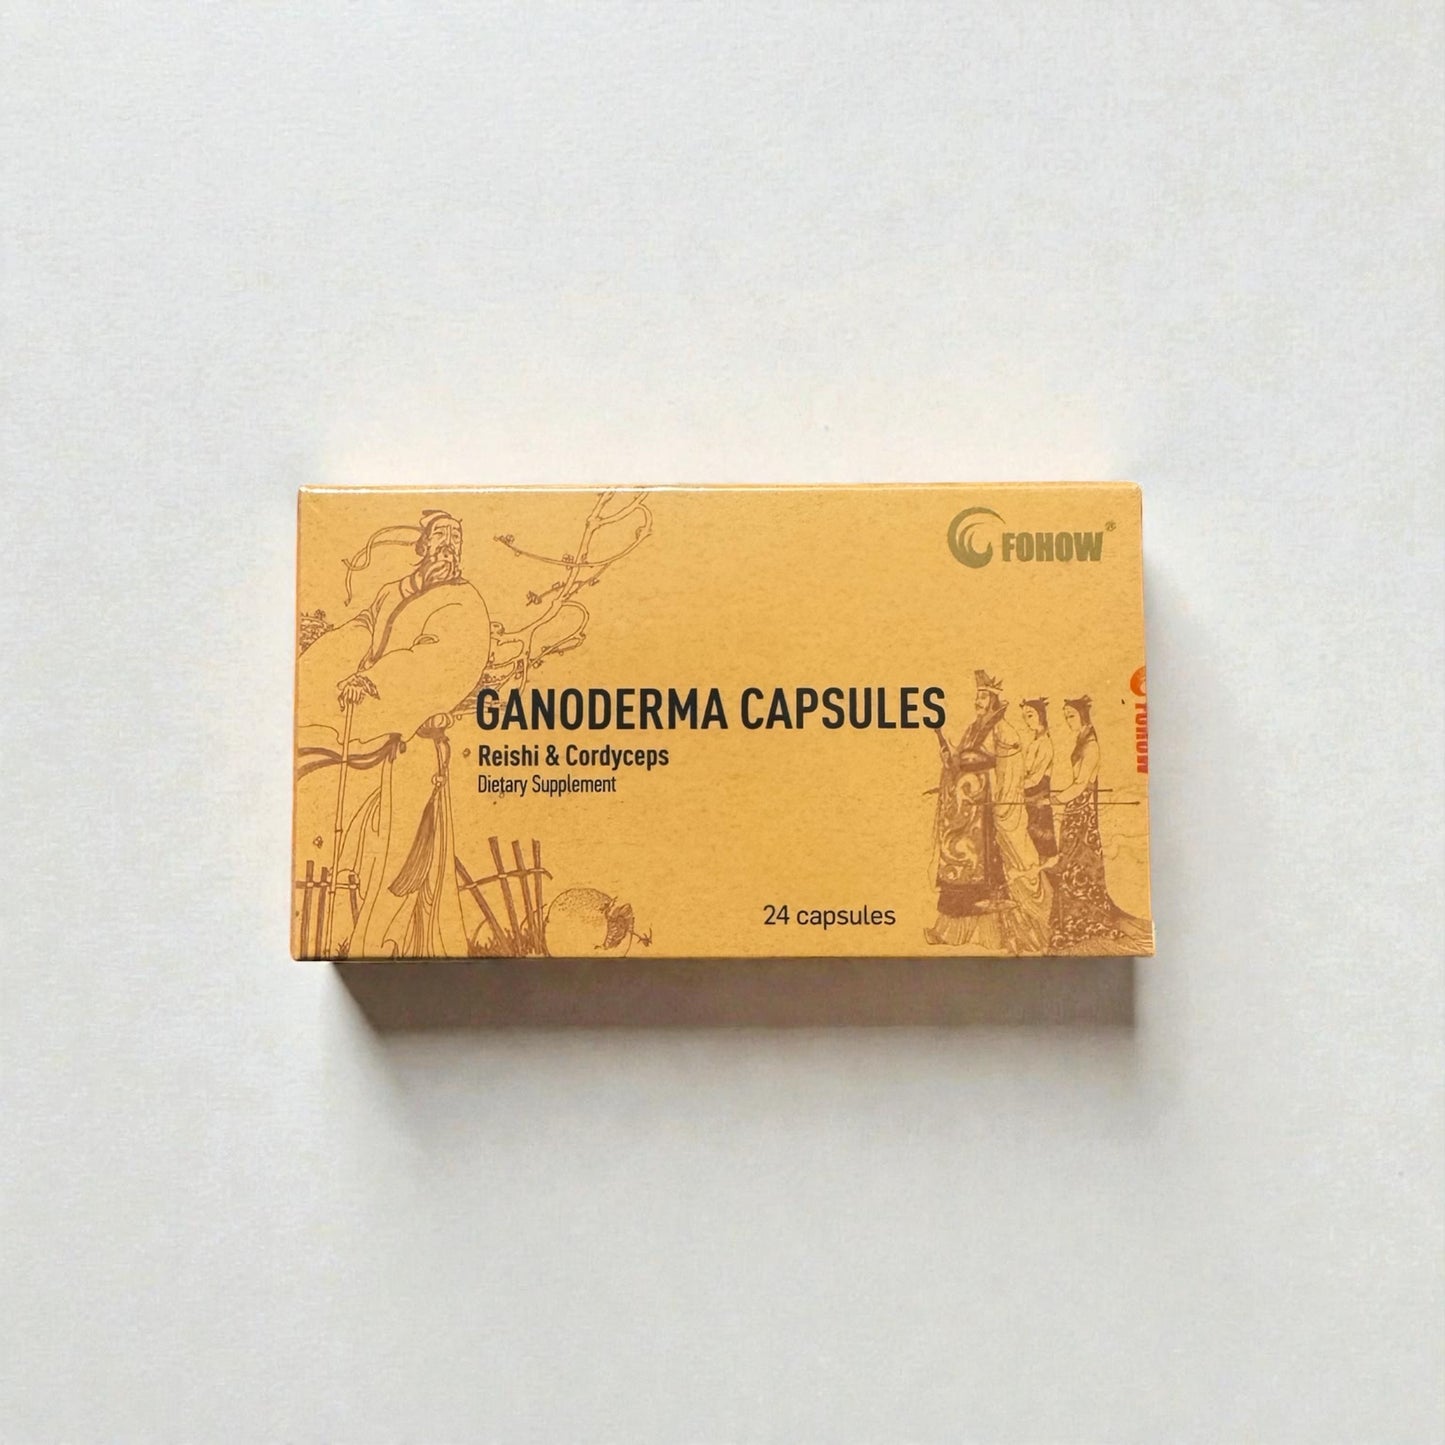 FOHOW®
GANODERMA CAPSULES
Reishi & Cordyceps
Dietary Supplement
24 capsules
FOHOW